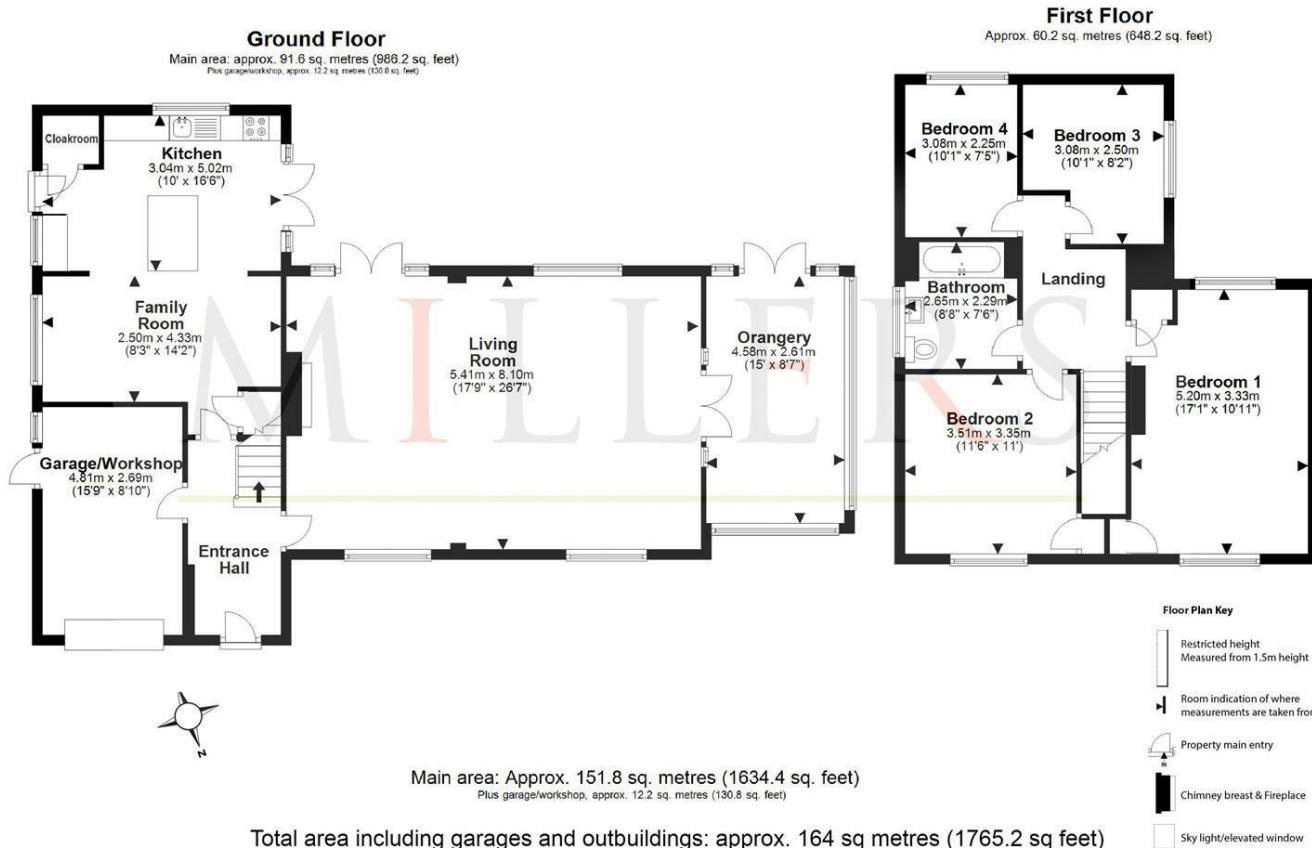 Ground Floor
Main area: approx. 91.6 sq. metres (986.2 sq. feet)
Plus garage/workshop, approx. 12.2 sq. metres (130.8 sq. feet)
Cloakroom
Kitchen
3.04m x 5.02m
(10' x 16'6")
Family
Room
2.50m x 4.33m
(8'3" x 14'2")
Living
Room
5.41m x 8.10m
(17'9" x 26'7")
Orangery
4.58m x 2.61m
(15' x 8'7")
Garage/Workshop
4.81m x 2.69m
(15'9" x 8'10")
Entrance
Hall
First Floor
Approx. 60.2 sq. metres (648.2 sq. feet)
Bedroom 4
3.08m x 2.25m
(10'1" x 7'5")
Bedroom 3
3.08m x 2.50m
(10'1" x 8'2")
Bathroom
2.65m x 2.29m
(8'8" x 7'6")
Landing
Bedroom 2
3.51m x 3.35m
(11'6" x 11')
Bedroom 1
5.20m x 3.33m
(17'1" x 10'11")
MILLERS
N
Floor Plan Key
Restricted height
Measured from 1.5m height
Room indication of where
measurements are taken fro
Property main entry
IN
Chimney breast & Fireplace
Sky light/elevated window
Main area: Approx. 151.8 sq. metres (1634.4 sq. feet)
Plus garage/workshop, approx. 12.2 sq. metres (130.8 sq. feet)
Total area including garages and outbuildings: approx. 164 sq metres (1765.2 sq feet)